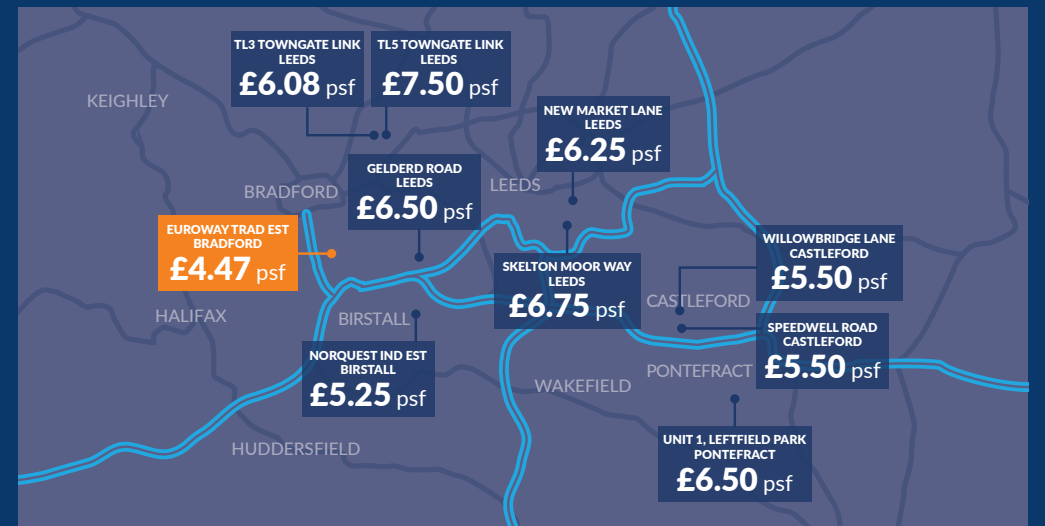 TL3 TOWNGATE LINK
LEEDS
£6.08 psf
TL5 TOWNGATE LINK
LEEDS
£7.50 psf
KEIGHLEY
NEW MARKET LANE
LEEDS
£6.25 psf
GELDERD ROAD
LEEDS
£6.50 psf
LEEDS
BRADFORD
EUROWAY TRAD EST
BRADFORD
£4.47 psf
WILLOWBRIDGE LANE
CASTLEFORD
£5.50 psf
SKELTON MOOR WAY
LEEDS
£6.75 psf
CASTLEFORD
HALIFAX
BIRSTALL
SPEEDWELL ROAD
CASTLEFORD
£5.50 psf
NORQUEST IND EST
BIRSTALL
£5.25 psf
PONTEFRACT
WAKEFIELD
HUDDERSFIELD
UNIT 1, LEFTFIELD PARK
PONTEFRACT
£6.50 psf